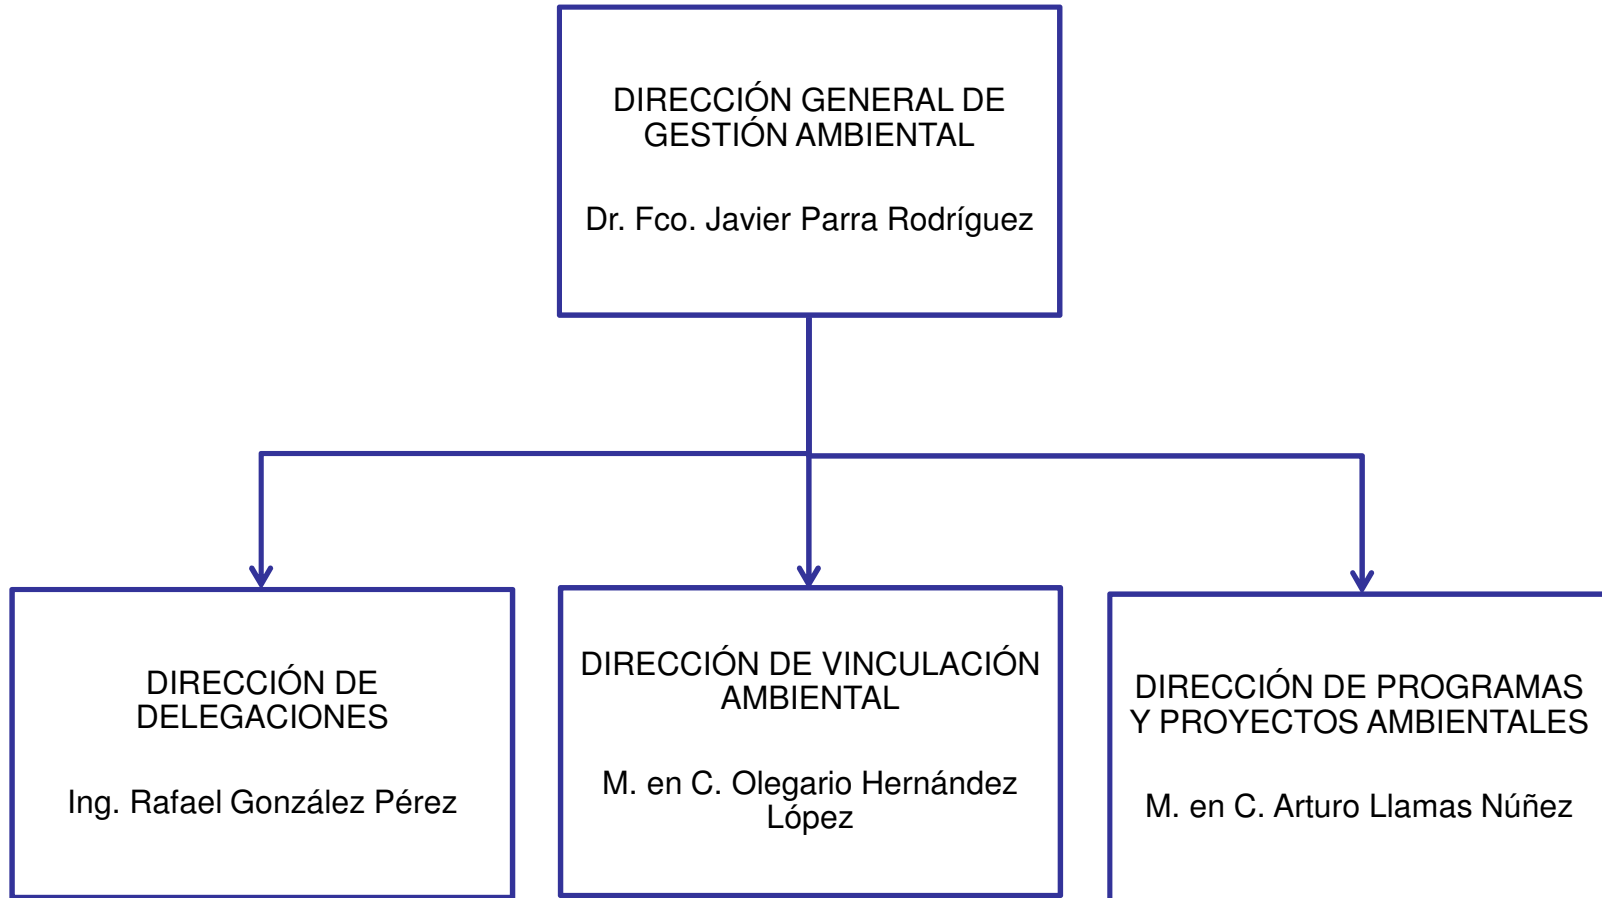 DIRECCIÓN GENERAL DE
GESTIÓN AMBIENTAL
Dr. Fco. Javier Parra Rodríguez
DIRECCIÓN DE
DELEGACIONES
Ing. Rafael González Pérez
DIRECCIÓN DE VINCULACIÓN
AMBIENTAL
M. en C. Olegario Hernández
López
DIRECCIÓN DE PROGRAMAS
Y PROYECTOS AMBIENTALES
M. en C. Arturo Llamas Núñez